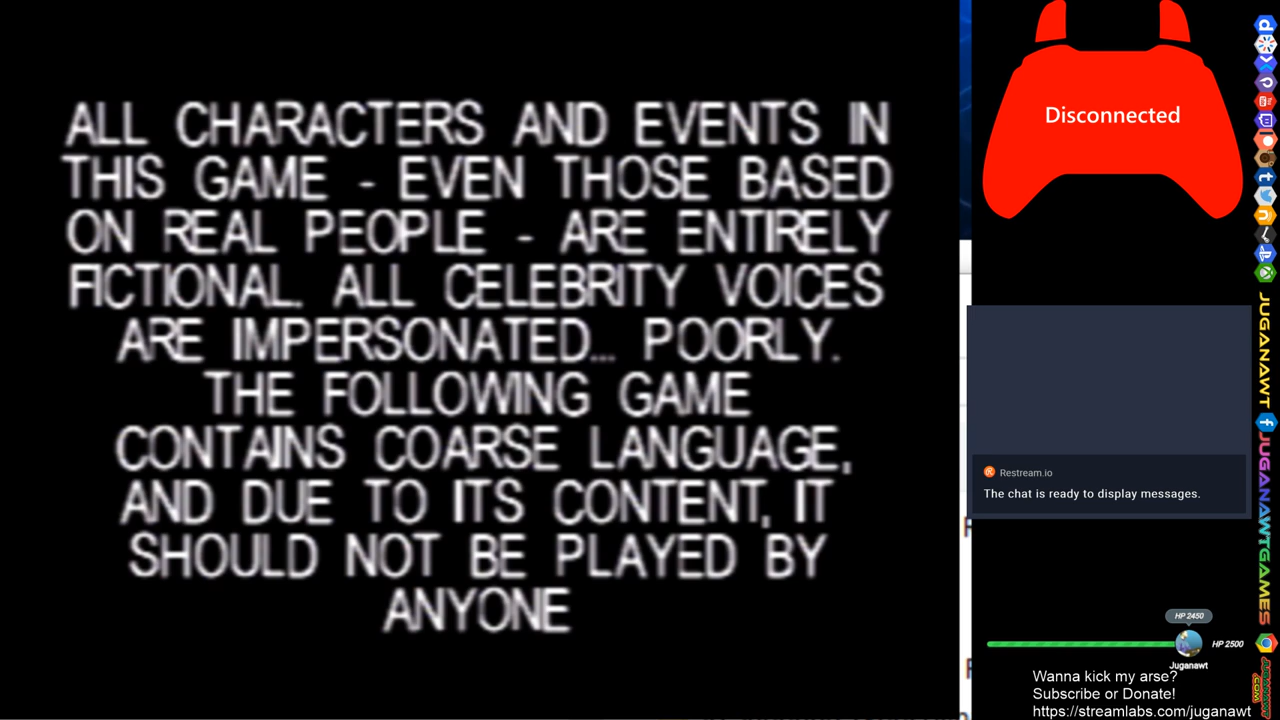 ALL CHARACTERS AND EVENTS IN
THIS GAME - EVEN THOSE BASED
ON REAL PEOPLE - ARE ENTIRELY
FICTIONAL. ALL CELEBRITY VOICES
ARE IMPERSONATED... POORLY.
THE FOLLOWING GAME
CONTAINS COARSE LANGUAGE,
AND DUE TO ITS CONTENT, IT
SHOULD NOT BE PLAYED BY
ANYONE
Disconnected
Restream.io
The chat is ready to display messages.
HP 2450
HP 2500
Juganawt
Wanna kick my arse?
Subscribe or Donate!
https://streamlabs.com/juganawt
JUGANAWT
JUGANAWTGAMES
JUGANAWT
.COM